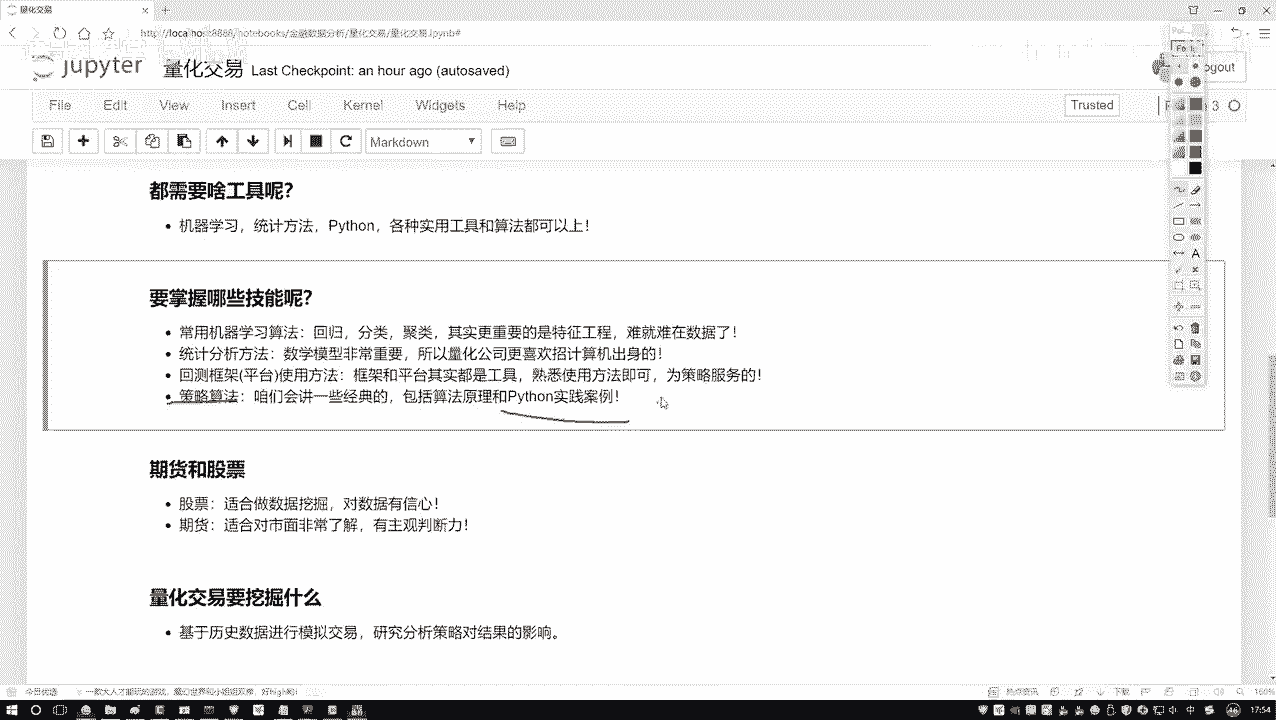 量化交易
http://localhost:8888/notebooks/金融数据分析/量化交易/量化交易.ipynb#
jupyter 量化交易 Last Checkpoint: an hour ago (autosaved)
Logout
File Edit View Insert Cell Kernel Widgets Help
Trusted
3
Markdown
都需要啥工具呢?
机器学习，统计方法，Python，各种实用工具和算法都可以上！
要掌握哪些技能呢?
常用机器学习算法：回归，分类，聚类，其实更重要的是特征工程，难就难在数据了！
统计分析方法：数学模型非常重要，所以量化公司更喜欢招计算机出身的！
回测框架(平台)使用方法：框架和平台其实都是工具，熟悉使用方法即可，为策略服务的！
策略算法：咱们会讲一些经典的，包括算法原理和Python实践案例！
期货和股票
股票：适合做数据挖掘，对数据有信心！
期货：适合对市面非常了解，有主观判断力！
量化交易要挖掘什么
基于历史数据进行模拟交易，研究分析策略对结果的影响。
17:54